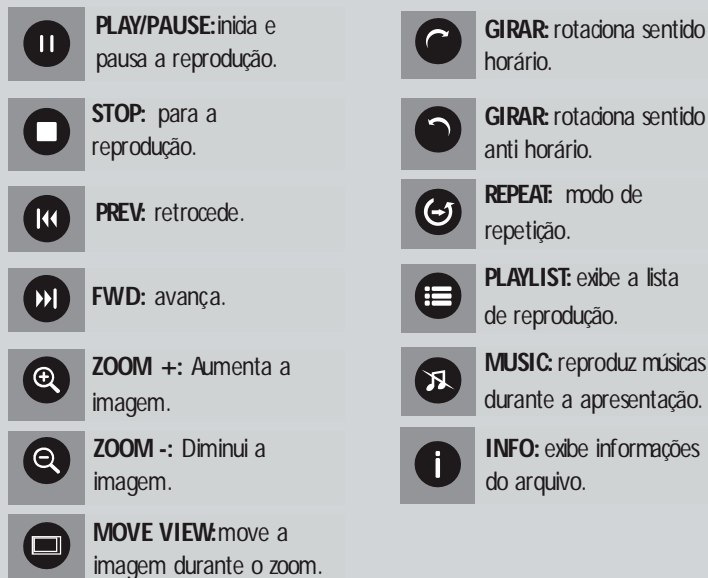 PLAY/PAUSE:inicia e
pausa a reprodução.
STOP: para a
reprodução.
PREV: retrocede.
FWD: avança.
ZOOM +: Aumenta a
imagem.
ZOOM -: Diminui a
imagem.
MOVE VIEW:move a
imagem durante o zoom.
GIRAR: rotaciona sentido
horário.
GIRAR: rotaciona sentido
anti horário.
REPEAT: modo de
repetição.
PLAYLIST: exibe a lista
de reprodução.
MUSIC: reproduz músicas
durante a apresentação.
INFO: exibe informações
do arquivo.